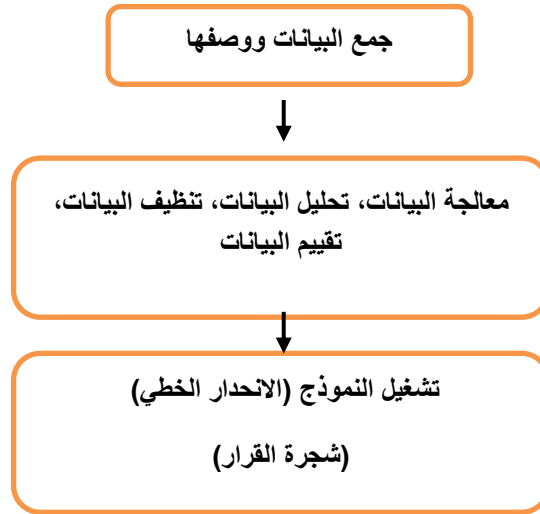 جمع البيانات ووصفها
معالجة البيانات، تحليل البيانات، تنظيف البيانات،
تقييم البيانات
تشغيل النموذج (الانحدار الخطي)
(شجرة القرار)